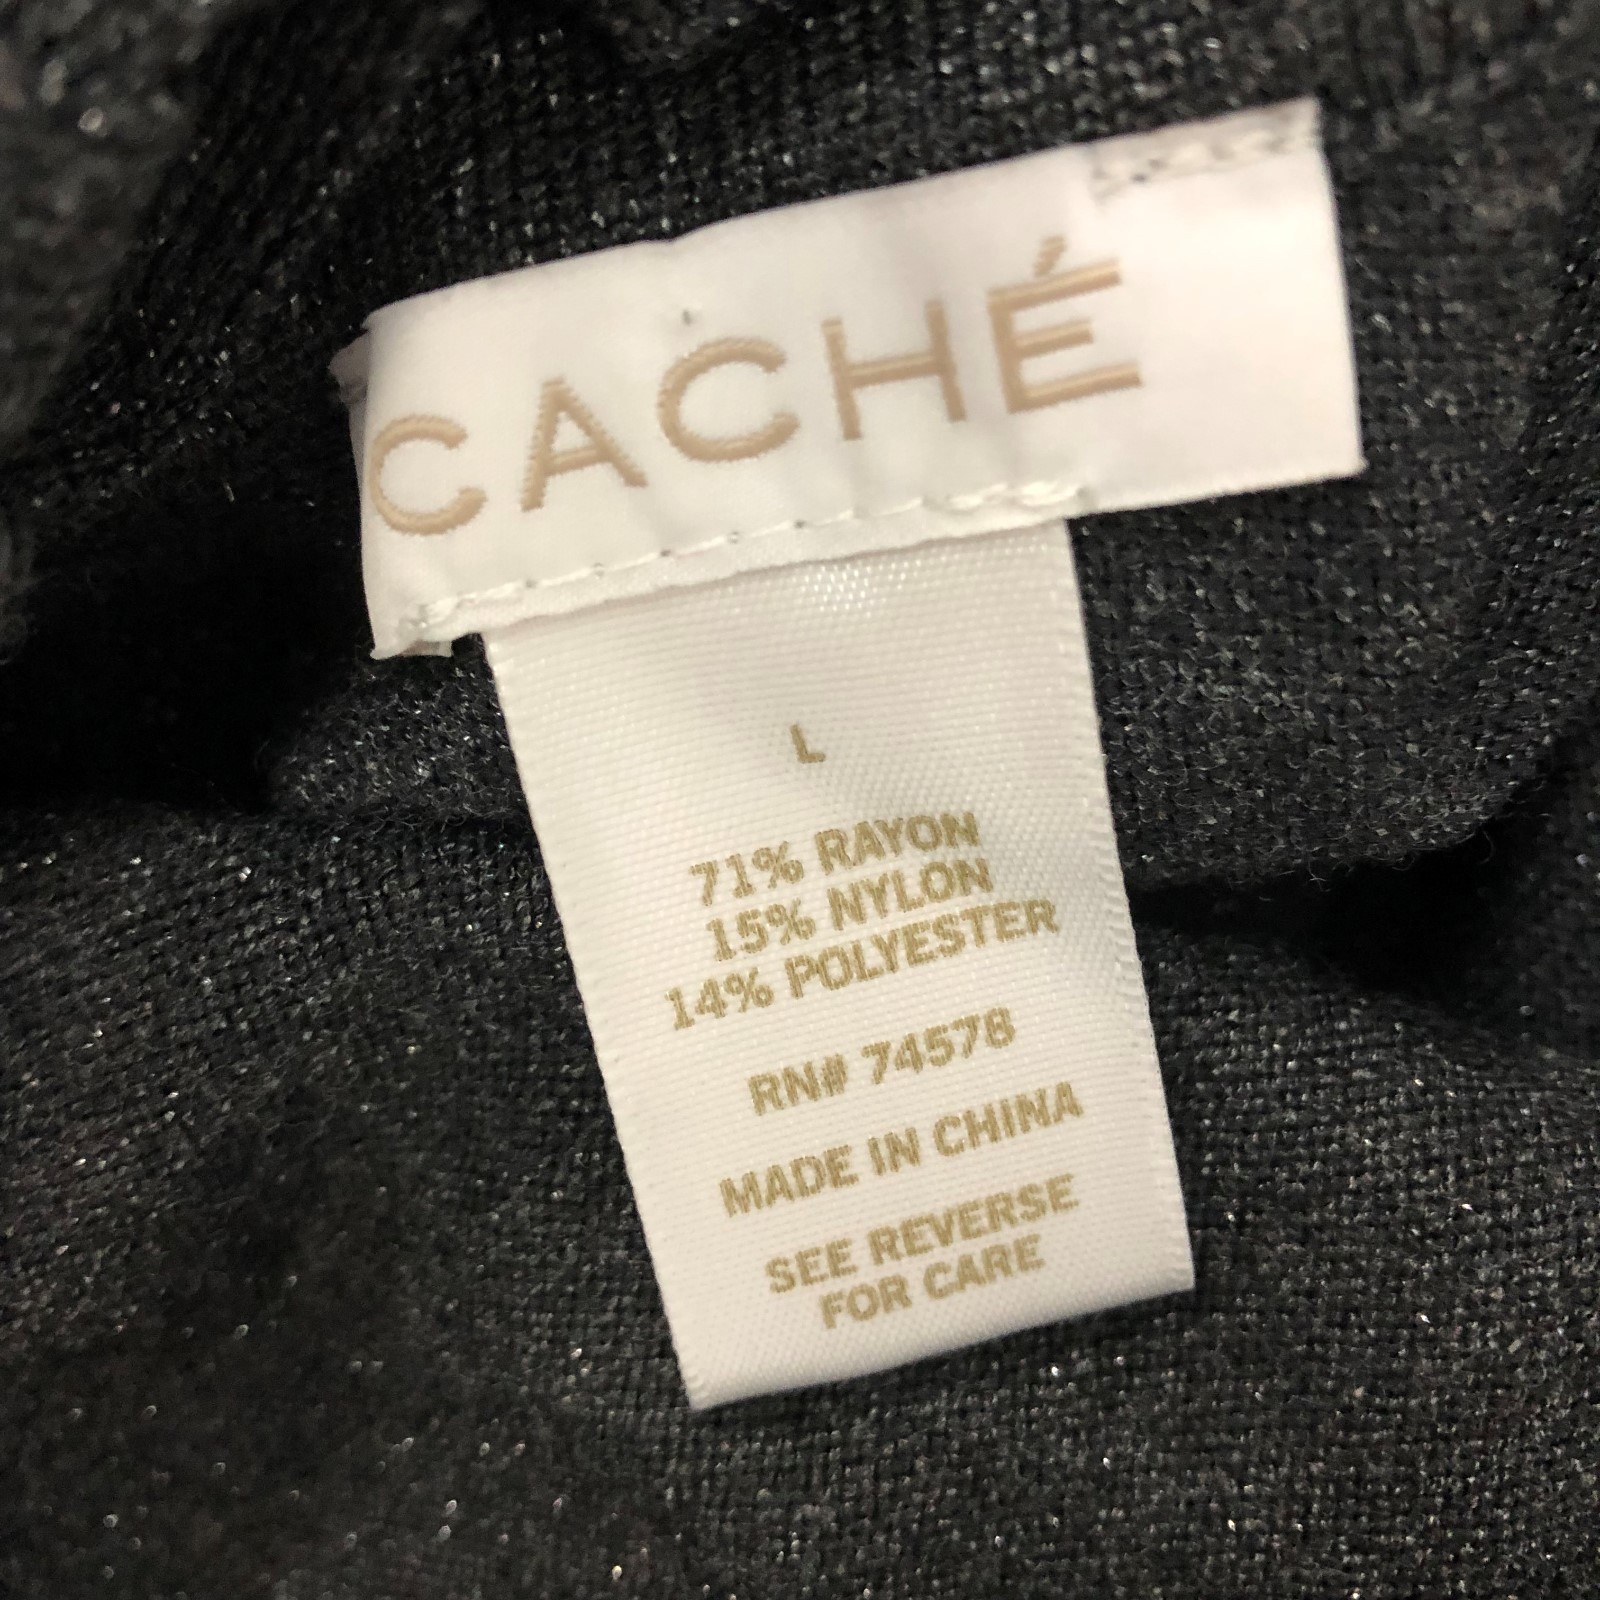 CACHÉ
L
71% RAYON
15% NYLON
14% POLYESTER
RN# 74578
MADE IN CHINA
SEE REVERSE
FOR CARE